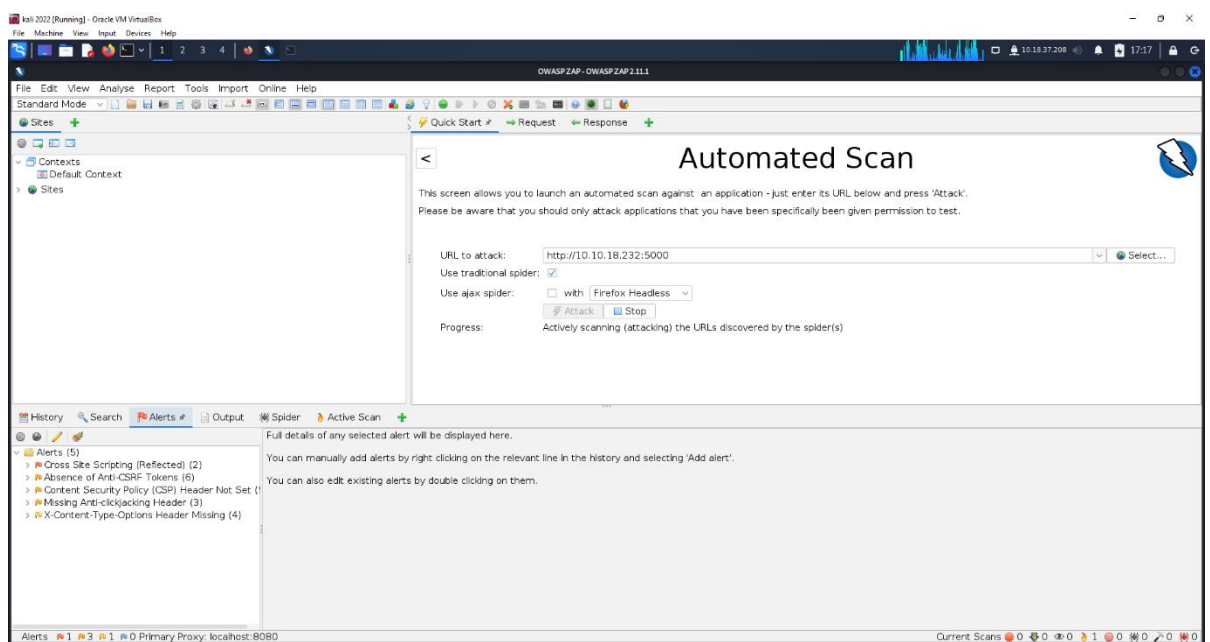 kali 2022 [Running] - Oracle VM VirtualBox
File Machine View Input Devices Help
1 2 3 4
10.18.37.208
17:17
OWASP ZAP - OWASP ZAP 2.11.1
File Edit View Analyse Report Tools Import Online Help
Standard Mode
Sites
Quick Start
Request
Response
Contexts
Default Context
Sites
<
Automated Scan
This screen allows you to launch an automated scan against an application - just enter its URL below and press 'Attack'.
Please be aware that you should only attack applications that you have been specifically been given permission to test.
URL to attack:
http://10.10.18.232:5000
Select...
Use traditional spider:
Use ajax spider:
with Firefox Headless
Attack
Stop
Progress:
Actively scanning (attacking) the URLs discovered by the spider(s)
History
Search
Alerts
Output
Spider
Active Scan
Alerts (5)
Cross Site Scripting (Reflected) (2)
Absence of Anti-CSRF Tokens (6)
Content Security Policy (CSP) Header Not Set (
Missing Anti-clickjacking Header (3)
X-Content-Type-Options Header Missing (4)
Full details of any selected alert will be displayed here.
You can manually add alerts by right clicking on the relevant line in the history and selecting 'Add alert'.
You can also edit existing alerts by double clicking on them.
Alerts 1 3 1 0 Primary Proxy: localhost:8080
Current Scans 0 0 0 1 0 0 0 0